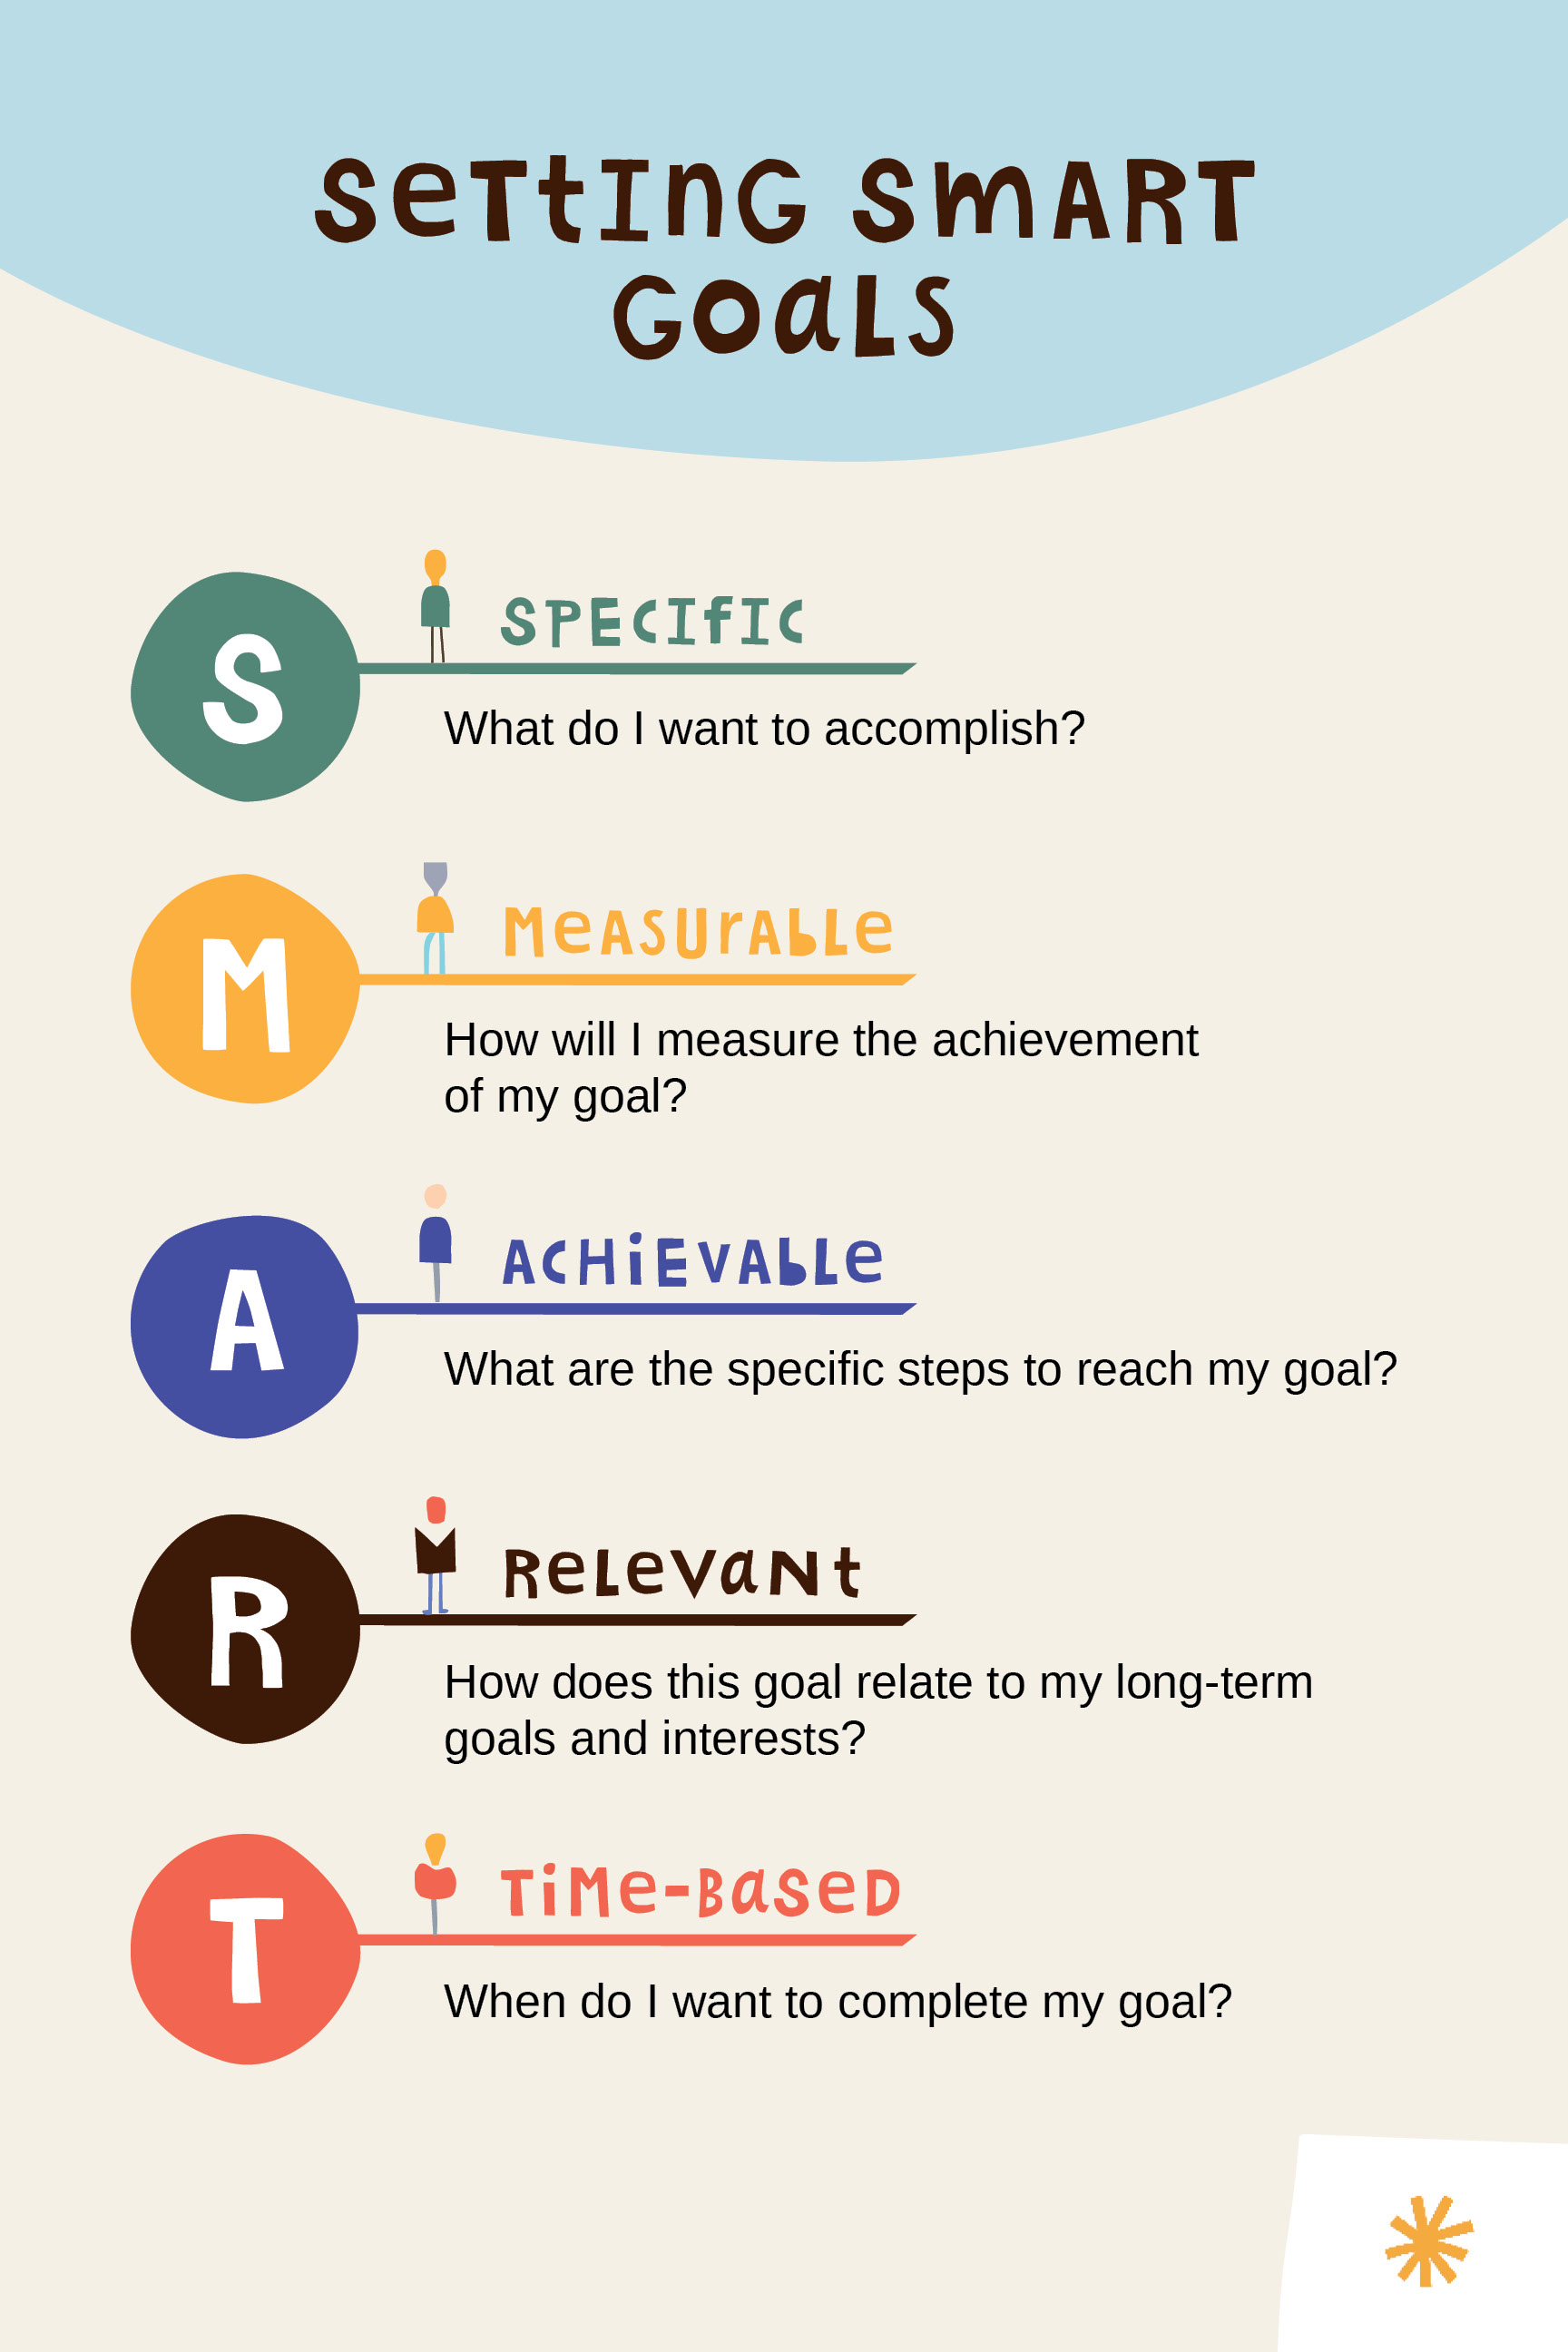 SeTtING SmART
GOaLS
S
SPECIfIC
What do I want to accomplish?
M
MeASUrAbLe
How will I measure the achievement
of my goal?
A
ACHiEVAbLe
What are the specific steps to reach my goal?
R
ReLeVaNt
How does this goal relate to my long-term
goals and interests?
T
TiMe-BaSeD
When do I want to complete my goal?